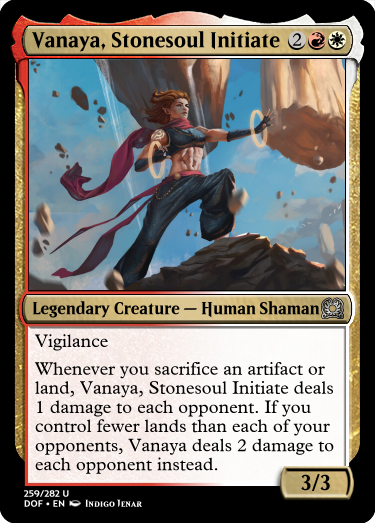 Vanaya, Stonesoul Initiate 2
Legendary Creature — Human Shaman
Vigilance
Whenever you sacrifice an artifact or
land, Vanaya, Stonesoul Initiate deals
1 damage to each opponent. If you
control fewer lands than each of your
opponents, Vanaya deals 2 damage to
each opponent instead.
3/3
259/282 U
DOF • EN Indigo Jenar